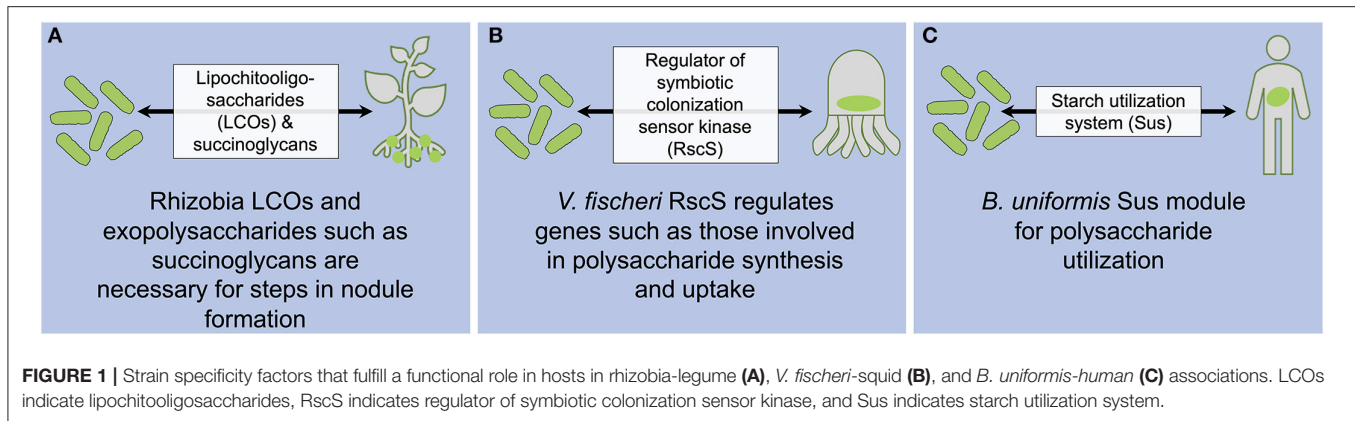 A
Lipochitooligo-
saccharides
(LCOs) &
succinoglycans
Rhizobia LCOs and
exopolysaccharides such as
succinoglycans are
necessary for steps in nodule
formation
B
Regulator of
symbiotic
colonization
sensor kinase
(RscS)
V. fischeri RscS regulates
genes such as those involved
in polysaccharide synthesis
and uptake
C
Starch utilization
system (Sus)
B. uniformis Sus module
for polysaccharide
utilization
FIGURE 1 | Strain specificity factors that fulfill a functional role in hosts in rhizobia-legume (A), V. fischeri-squid (B), and B. uniformis-human (C) associations. LCOs
indicate lipochitooligosaccharides, RscS indicates regulator of symbiotic colonization sensor kinase, and Sus indicates starch utilization system.